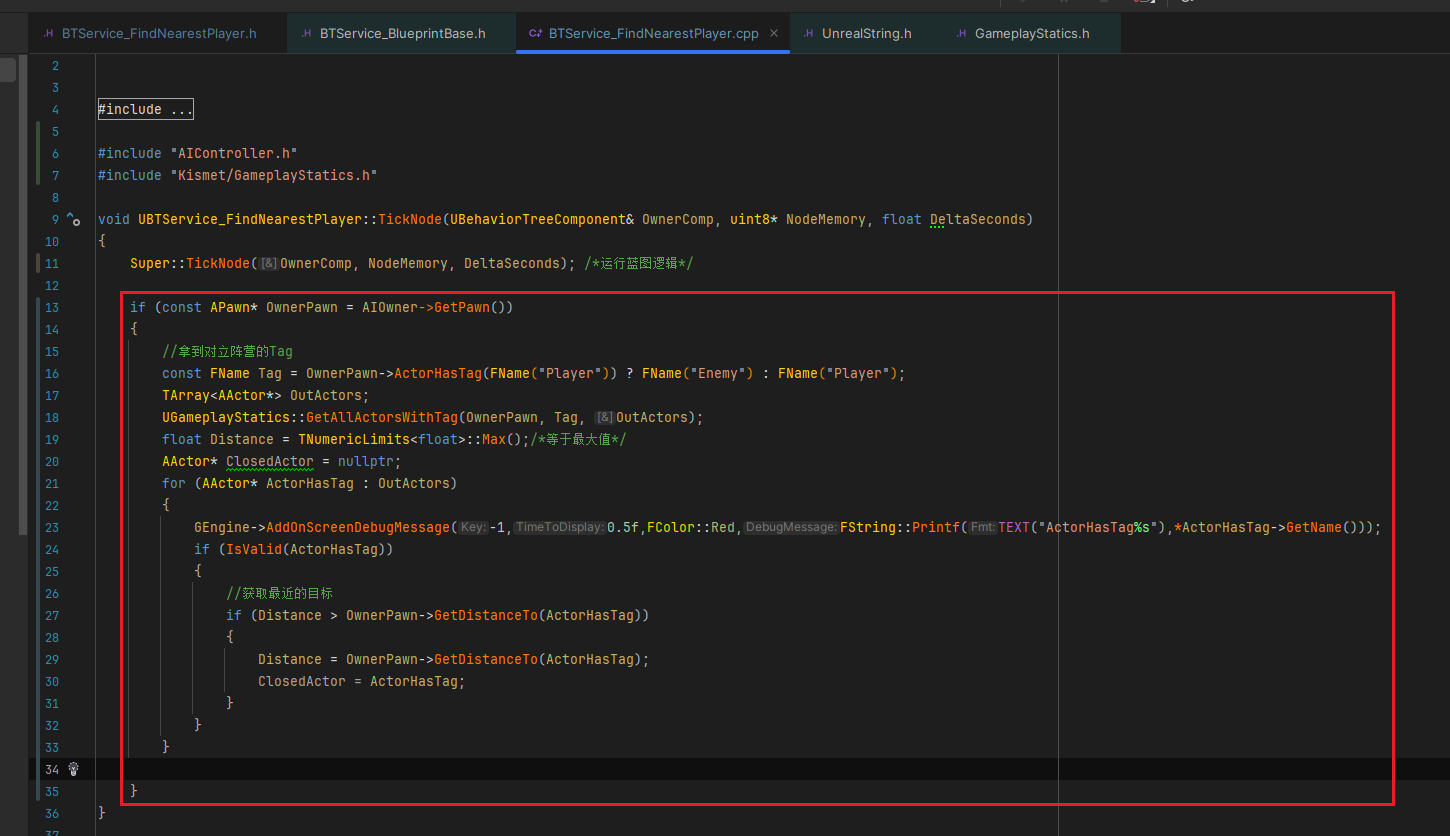 BTService_FindNearestPlayer.h
BTService_BlueprintBase.h
BTService_FindNearestPlayer.cpp
UnrealString.h
GameplayStatics.h
2
3
4 #include ...
5
6 #include "AIController.h"
7 #include "Kismet/GameplayStatics.h"
8
9 void UBTService_FindNearestPlayer::TickNode(UBehaviorTreeComponent& OwnerComp, uint8* NodeMemory, float DeltaSeconds)
10 {
11 Super::TickNode([&]OwnerComp, NodeMemory, DeltaSeconds); /*运行蓝图逻辑*/
12
13 if (const APawn* OwnerPawn = AIOwner->GetPawn())
14 {
15 //拿到对立阵营的Tag
16 const FName Tag = OwnerPawn->ActorHasTag(FName("Player")) ? FName("Enemy") : FName("Player");
17 TArray<AActor*> OutActors;
18 UGameplayStatics::GetAllActorsWithTag(OwnerPawn, Tag, [&]OutActors);
19 float Distance = TNumericLimits<float>::Max();/*等于最大值*/
20 AActor* ClosedActor = nullptr;
21 for (AActor* ActorHasTag : OutActors)
22 {
23 GEngine->AddOnScreenDebugMessage(Key:-1,TimeToDisplay:0.5f,FColor::Red,DebugMessage:FString::Printf(Fmt:TEXT("ActorHasTag%s"),*ActorHasTag->GetName()));
24 if (IsValid(ActorHasTag))
25 {
26 //获取最近的目标
27 if (Distance > OwnerPawn->GetDistanceTo(ActorHasTag))
28 {
29 Distance = OwnerPawn->GetDistanceTo(ActorHasTag);
30 ClosedActor = ActorHasTag;
31 }
32 }
33 }
34
35 }
36 }
37